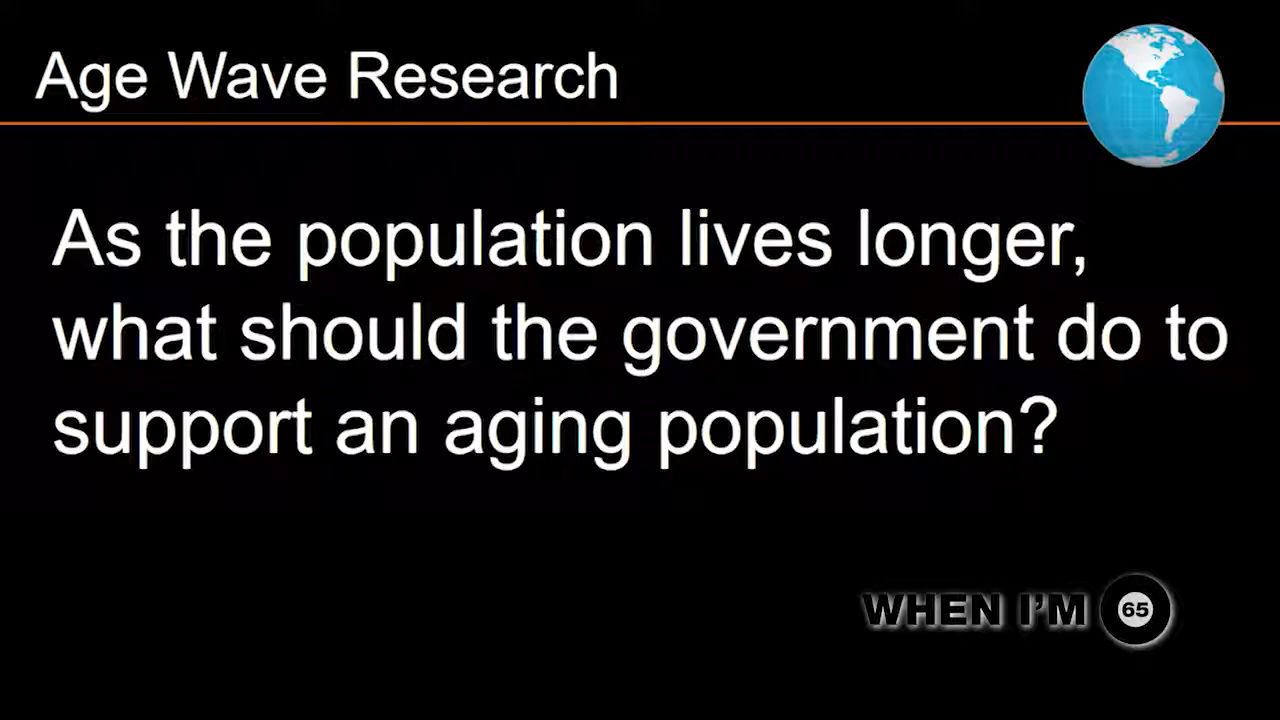 Age Wave Research
As the population lives longer,
what should the government do to
support an aging population?
WHEN I'M 65